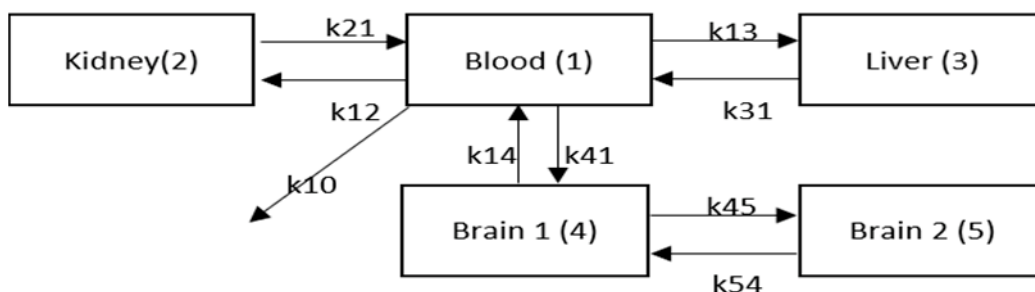 k21
k13
Kidney(2)
Blood (1)
Liver (3)
k12
k31
k14
k41
k10
k45
Brain 1 (4)
Brain 2 (5)
k54